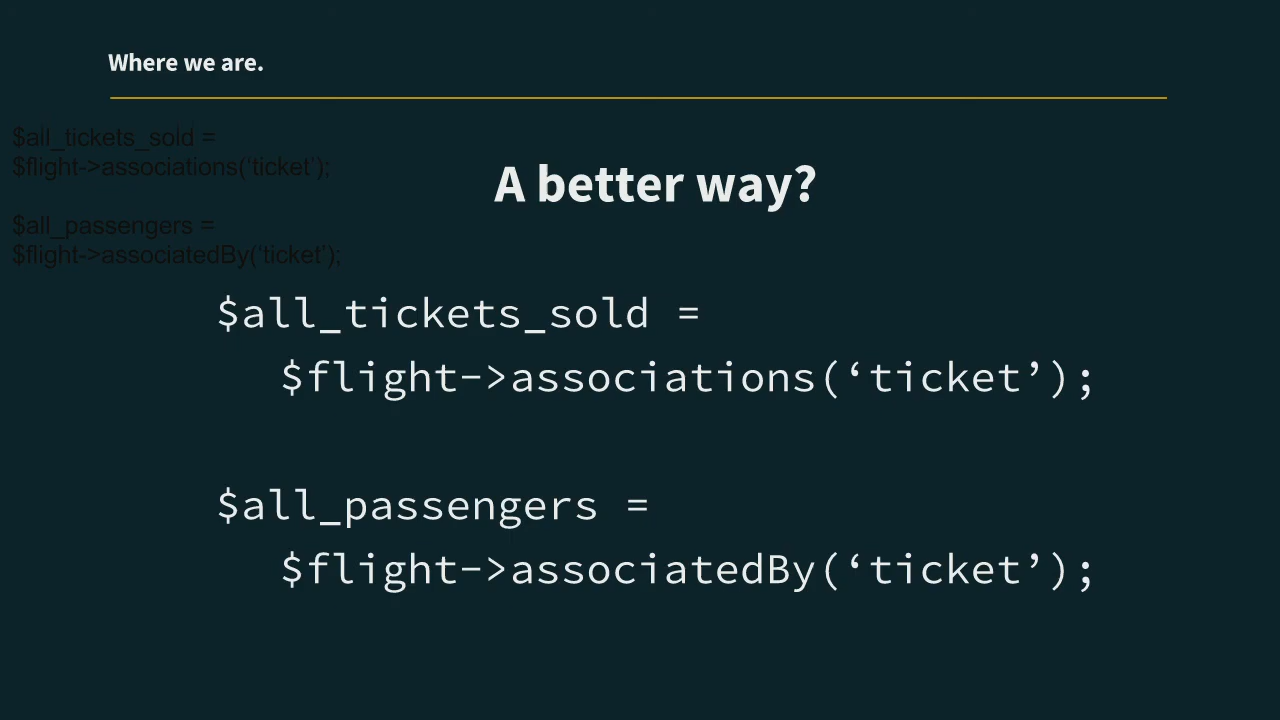 Where we are.
$all_tickets_sold =
$flight->associations(‘ticket’);
$all_passengers =
$flight->associatedBy(‘ticket’);
A better way?
$all_tickets_sold =
$flight->associations(‘ticket’);
$all_passengers =
$flight->associatedBy(‘ticket’);